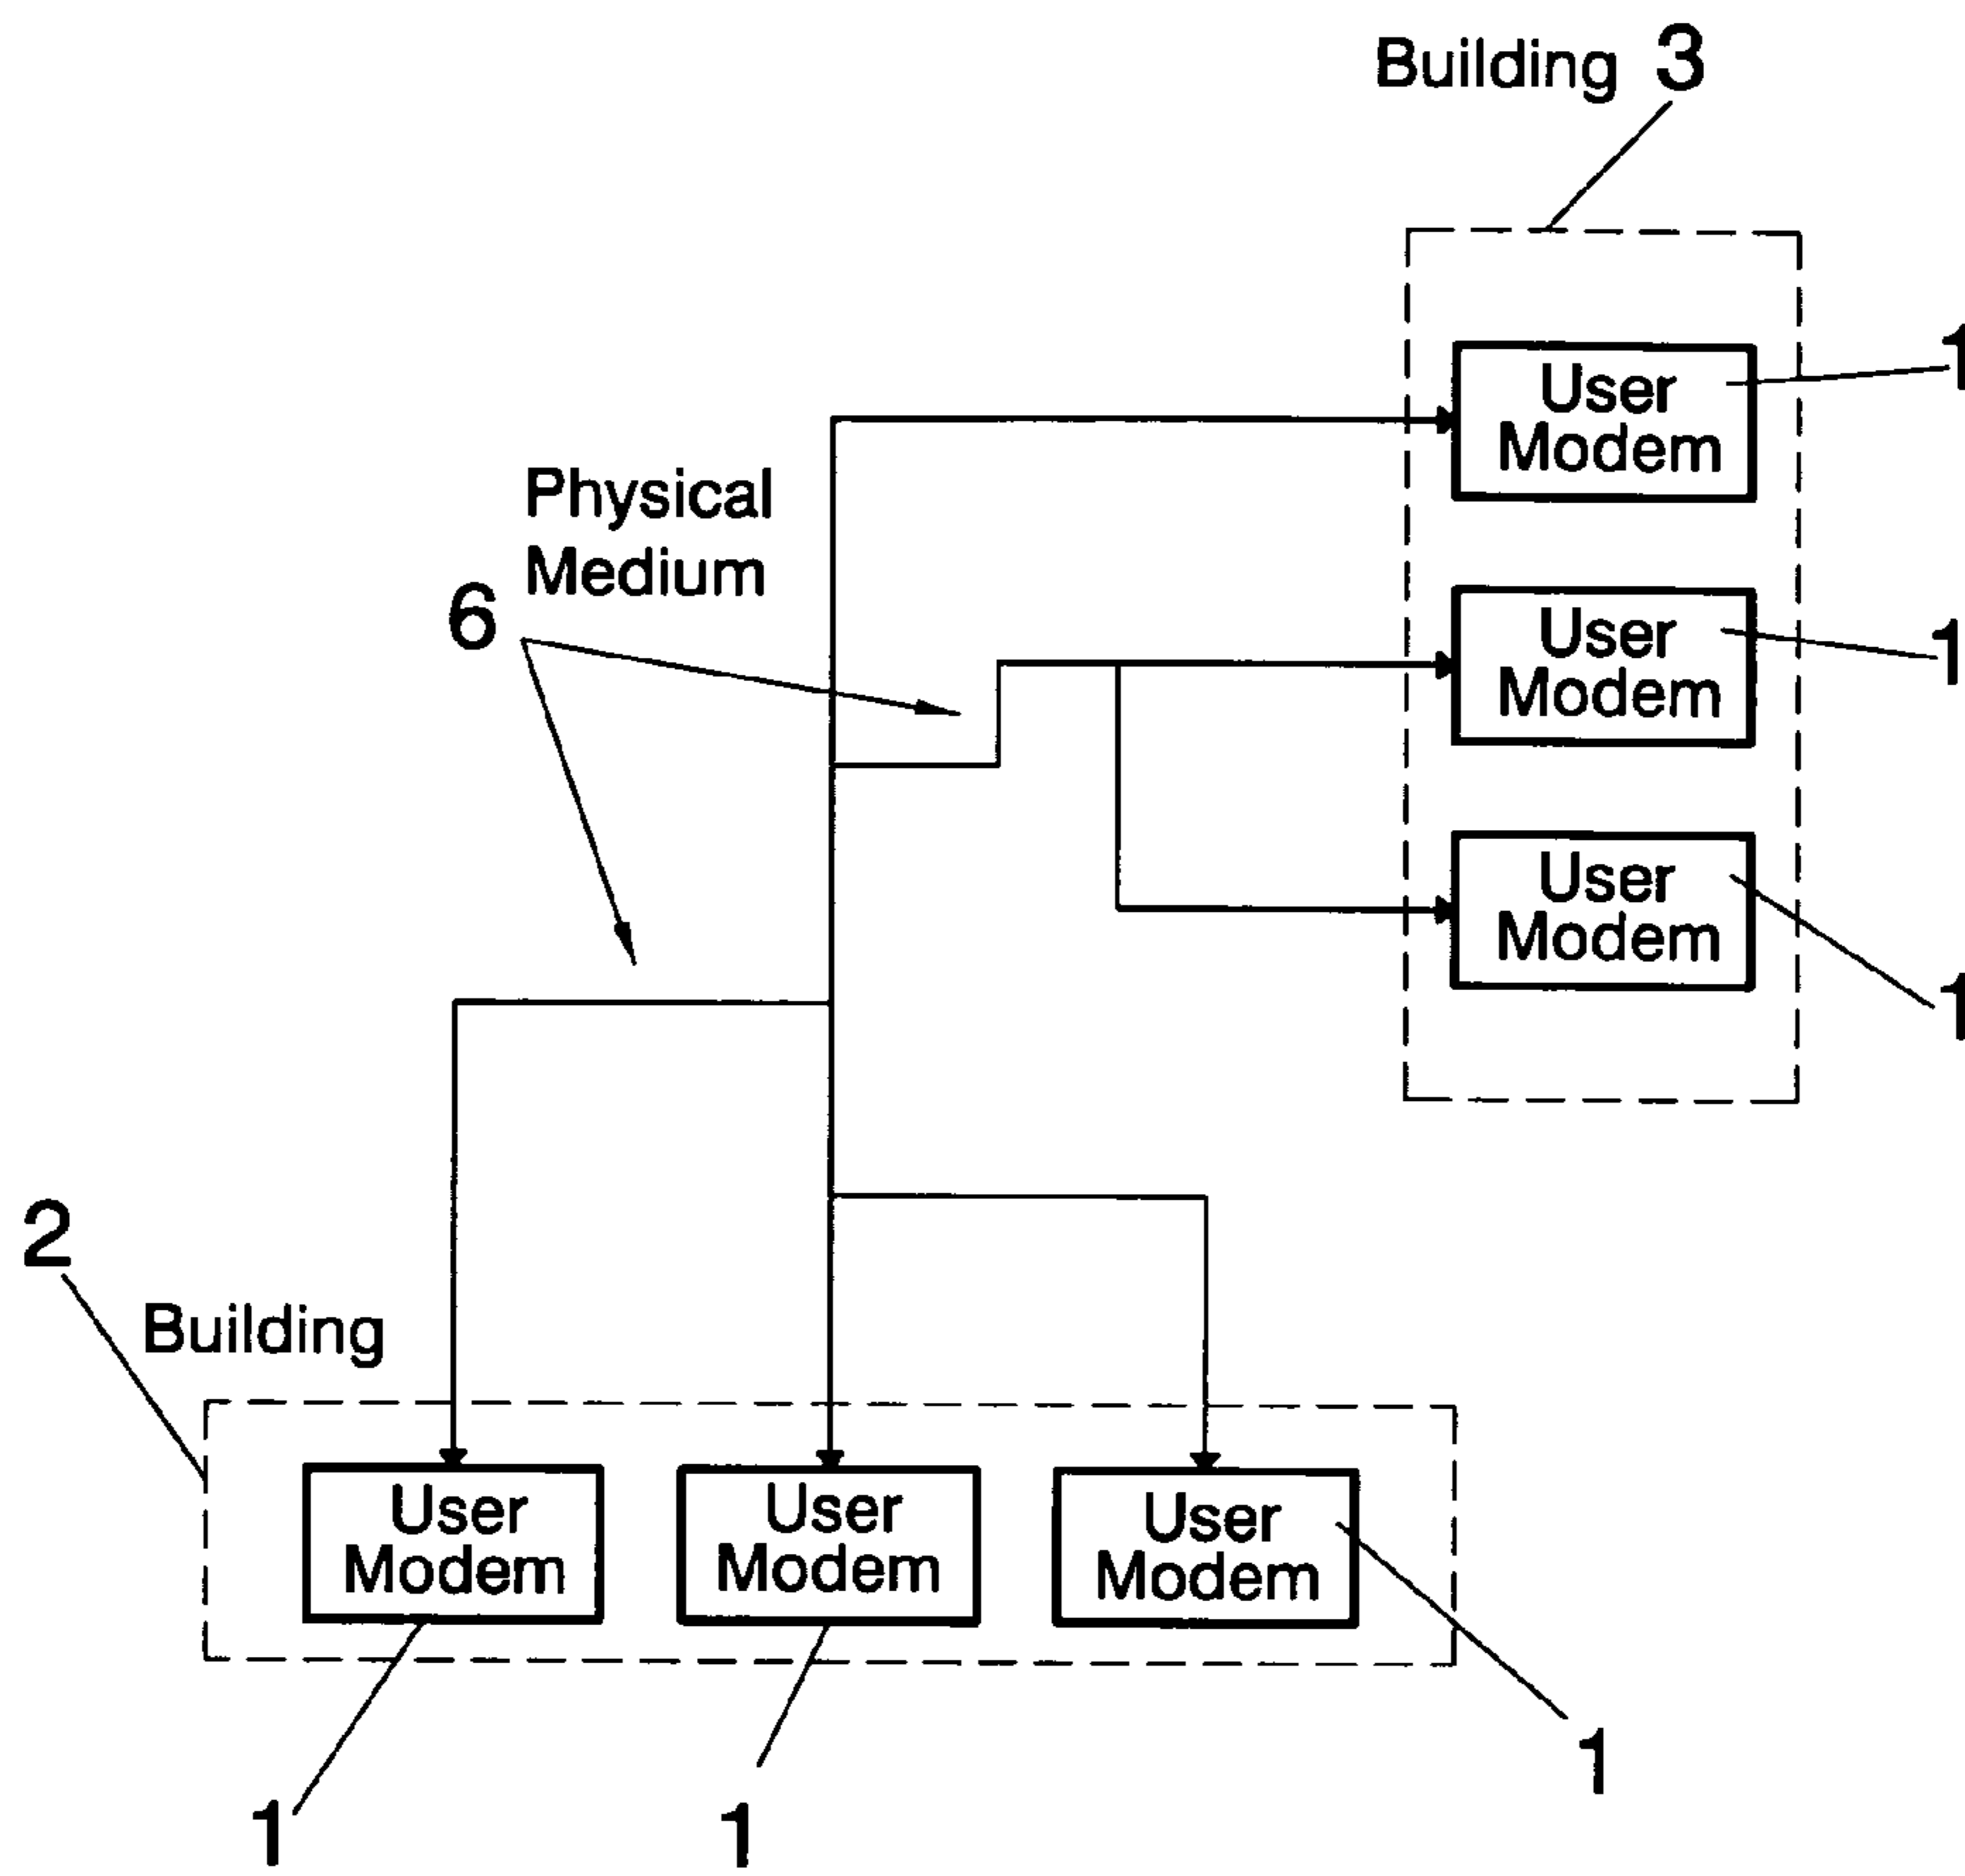 Building 3
1
User
Modem
Physical
Medium
6
User
Modem
1
User
Modem
1
2
Building
User
Modem
User
Modem
User
Modem
1
1
1